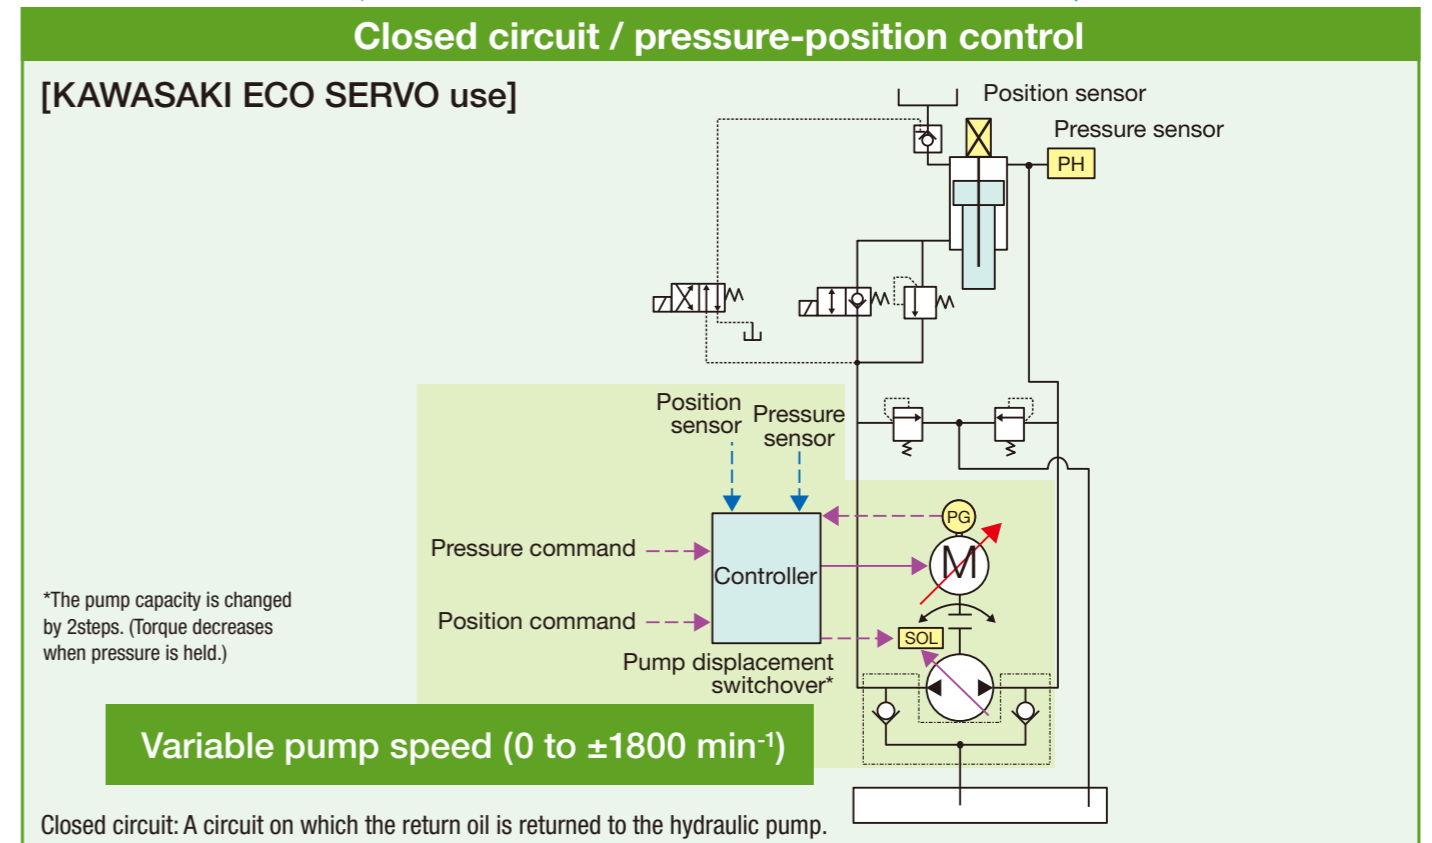 Closed circuit / pressure-position control
[KAWASAKI ECO SERVO use]
Position sensor
Pressure sensor
PH
Position
sensor
Pressure
sensor
PG
Pressure command
M
Controller
*The pump capacity is changed
by 2steps. (Torque decreases
when pressure is held.)
Position command
SOL
Pump displacement
switchover*
Variable pump speed (0 to ±1800 min⁻¹)
Closed circuit: A circuit on which the return oil is returned to the hydraulic pump.